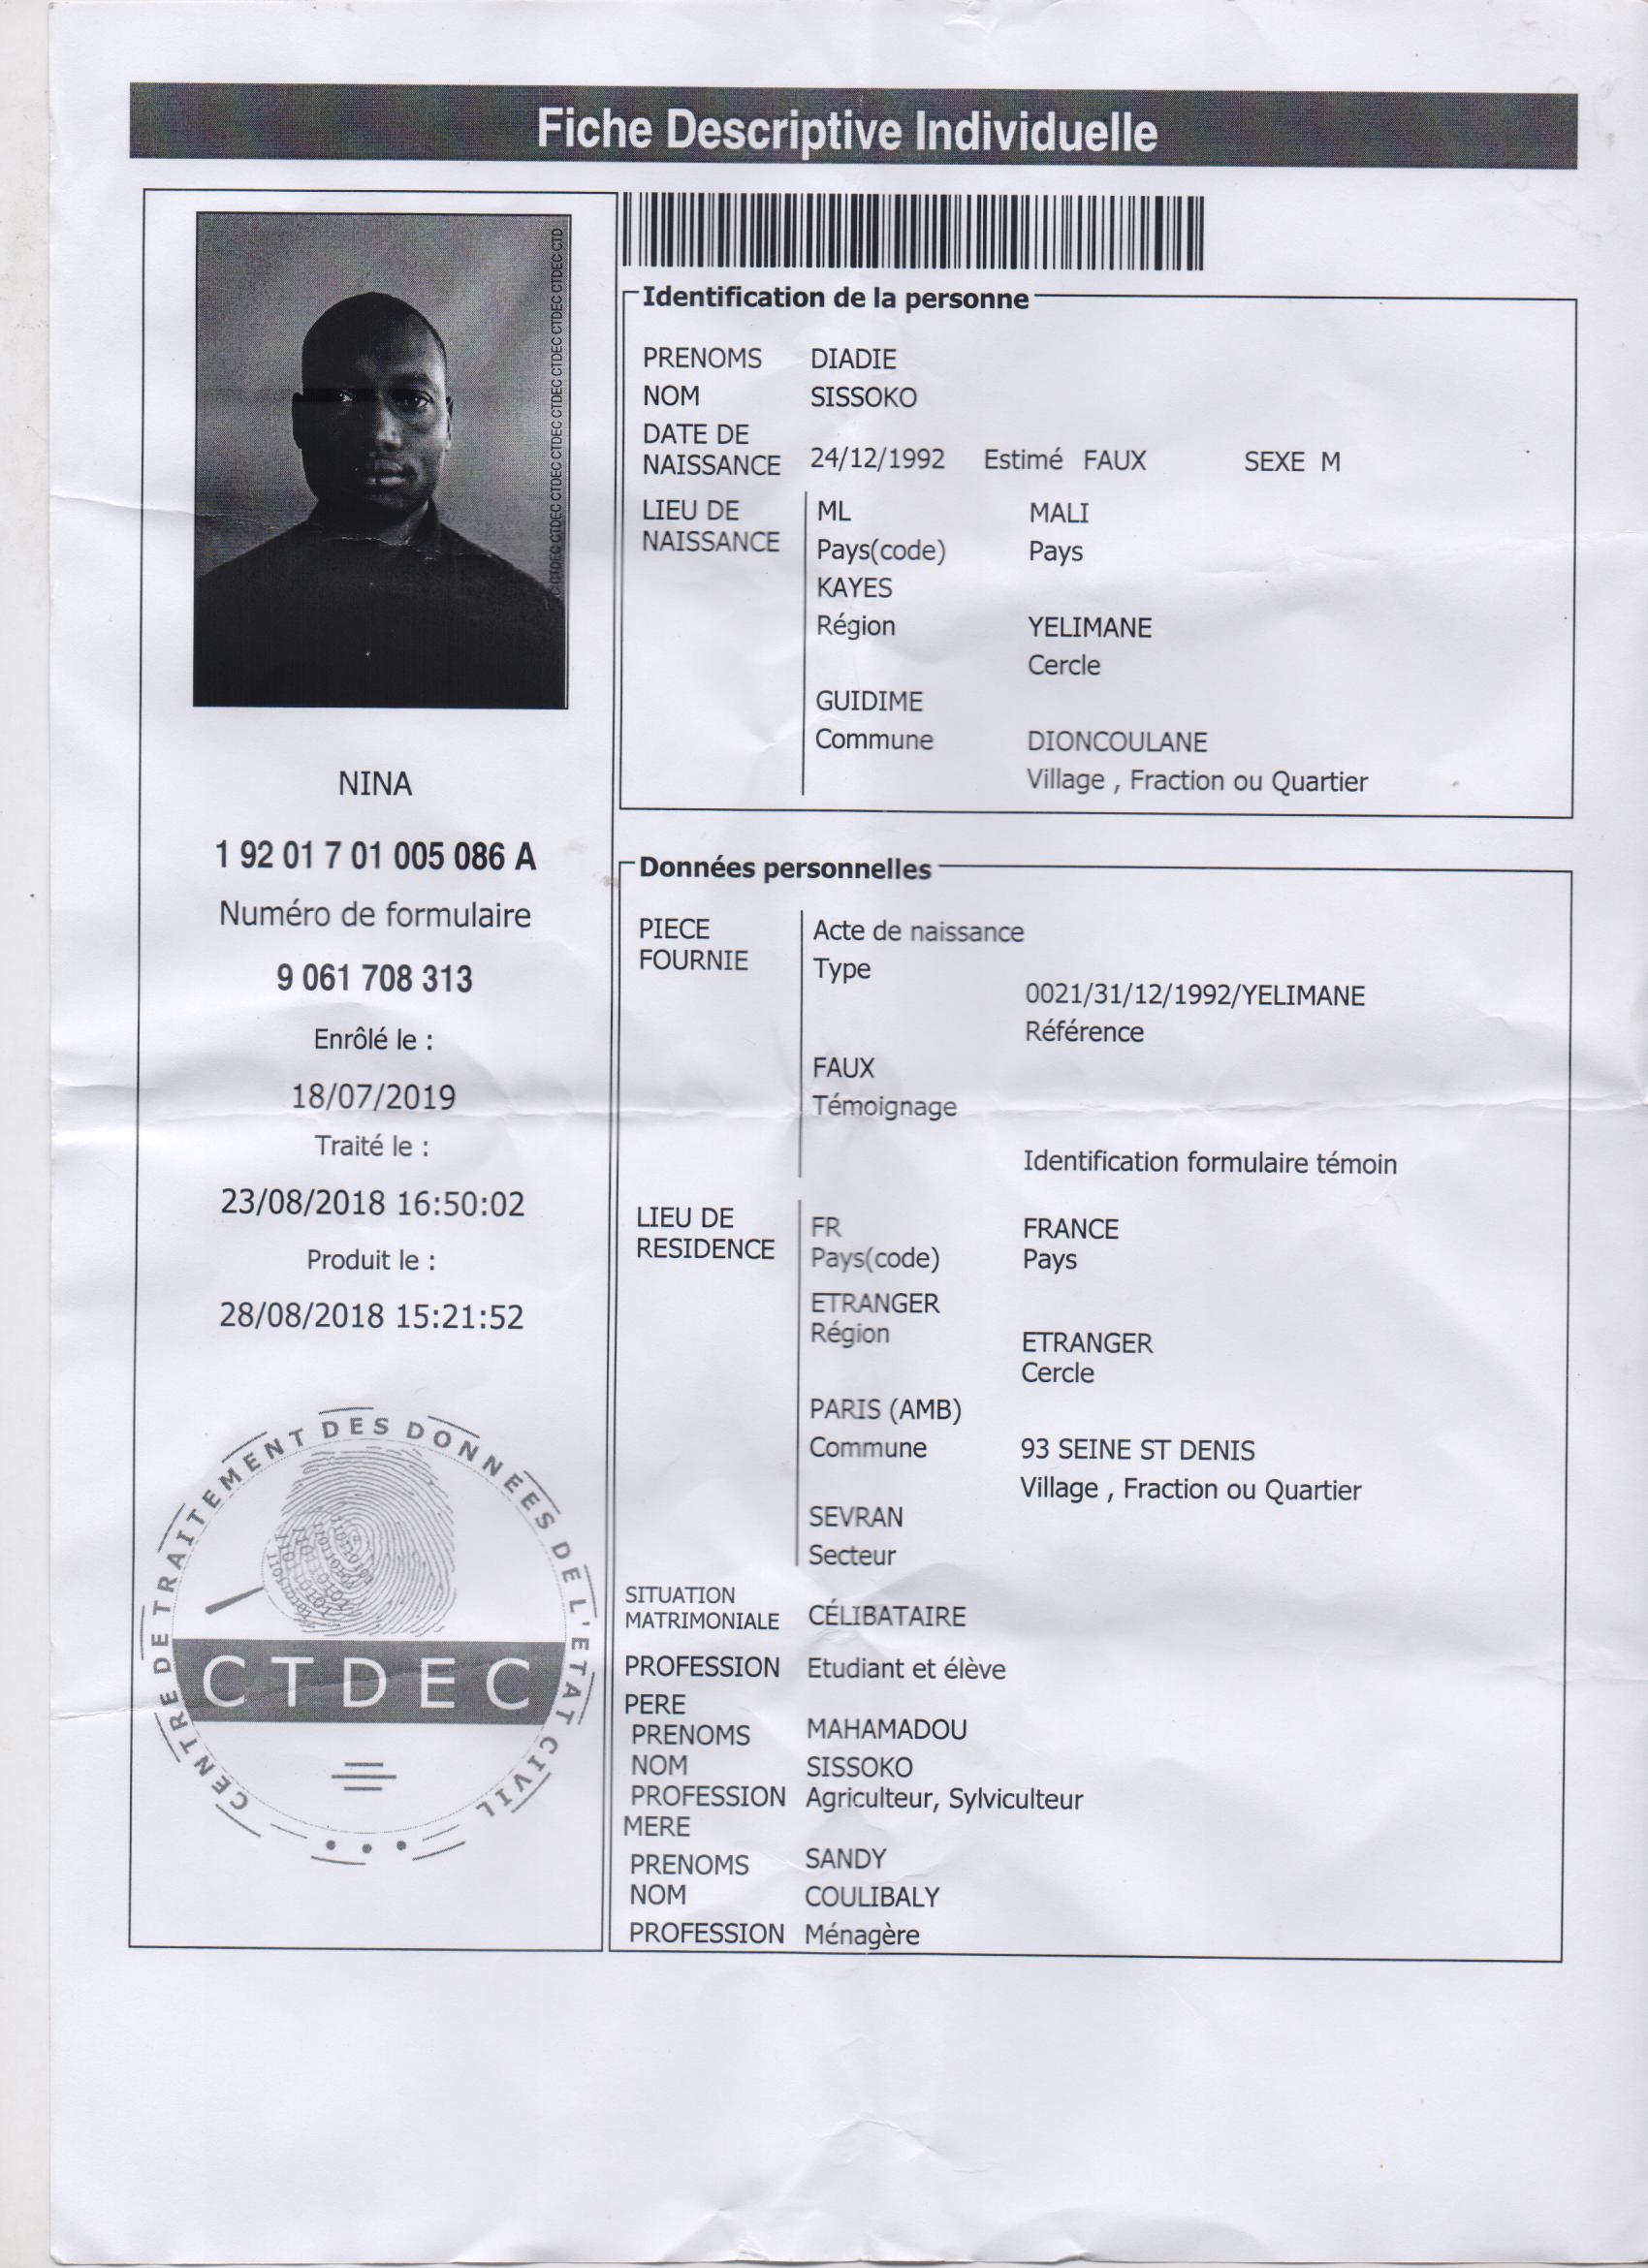 Fiche Descriptive Individuelle
CTDEC CTDEC CTDEC CTDEC CTDEC CTDEC CTDEC CTDEC CTD
NINA
1 92 01 7 01 005 086 A
Numéro de formulaire
9 061 708 313
Enrôlé le :
18/07/2019
Traité le :
23/08/2018 16:50:02
Produit le :
28/08/2018 15:21:52
CENTRE DE TRAITEMENT DES DONNEES DE L'ETAT CIVIL
CTDEC
Identification de la personne
PRENOMS DIADIE
NOM SISSOKO
DATE DE
NAISSANCE 24/12/1992 Estimé FAUX SEXE M
LIEU DE ML MALI
NAISSANCE Pays(code) Pays
KAYES
Région YELIMANE
Cercle
GUIDIME
Commune DIONCOULANE
Village , Fraction ou Quartier
Données personnelles
PIECE Acte de naissance
FOURNIE Type
0021/31/12/1992/YELIMANE
Référence
FAUX
Témoignage
Identification formulaire témoin
LIEU DE FR FRANCE
RESIDENCE Pays(code) Pays
ETRANGER
Région ETRANGER
Cercle
PARIS (AMB)
Commune 93 SEINE ST DENIS
Village , Fraction ou Quartier
SEVRAN
Secteur
SITUATION
MATRIMONIALE CÉLIBATAIRE
PROFESSION Etudiant et élève
PERE
PRENOMS MAHAMADOU
NOM SISSOKO
PROFESSION Agriculteur, Sylviculteur
MERE
PRENOMS SANDY
NOM COULIBALY
PROFESSION Ménagère